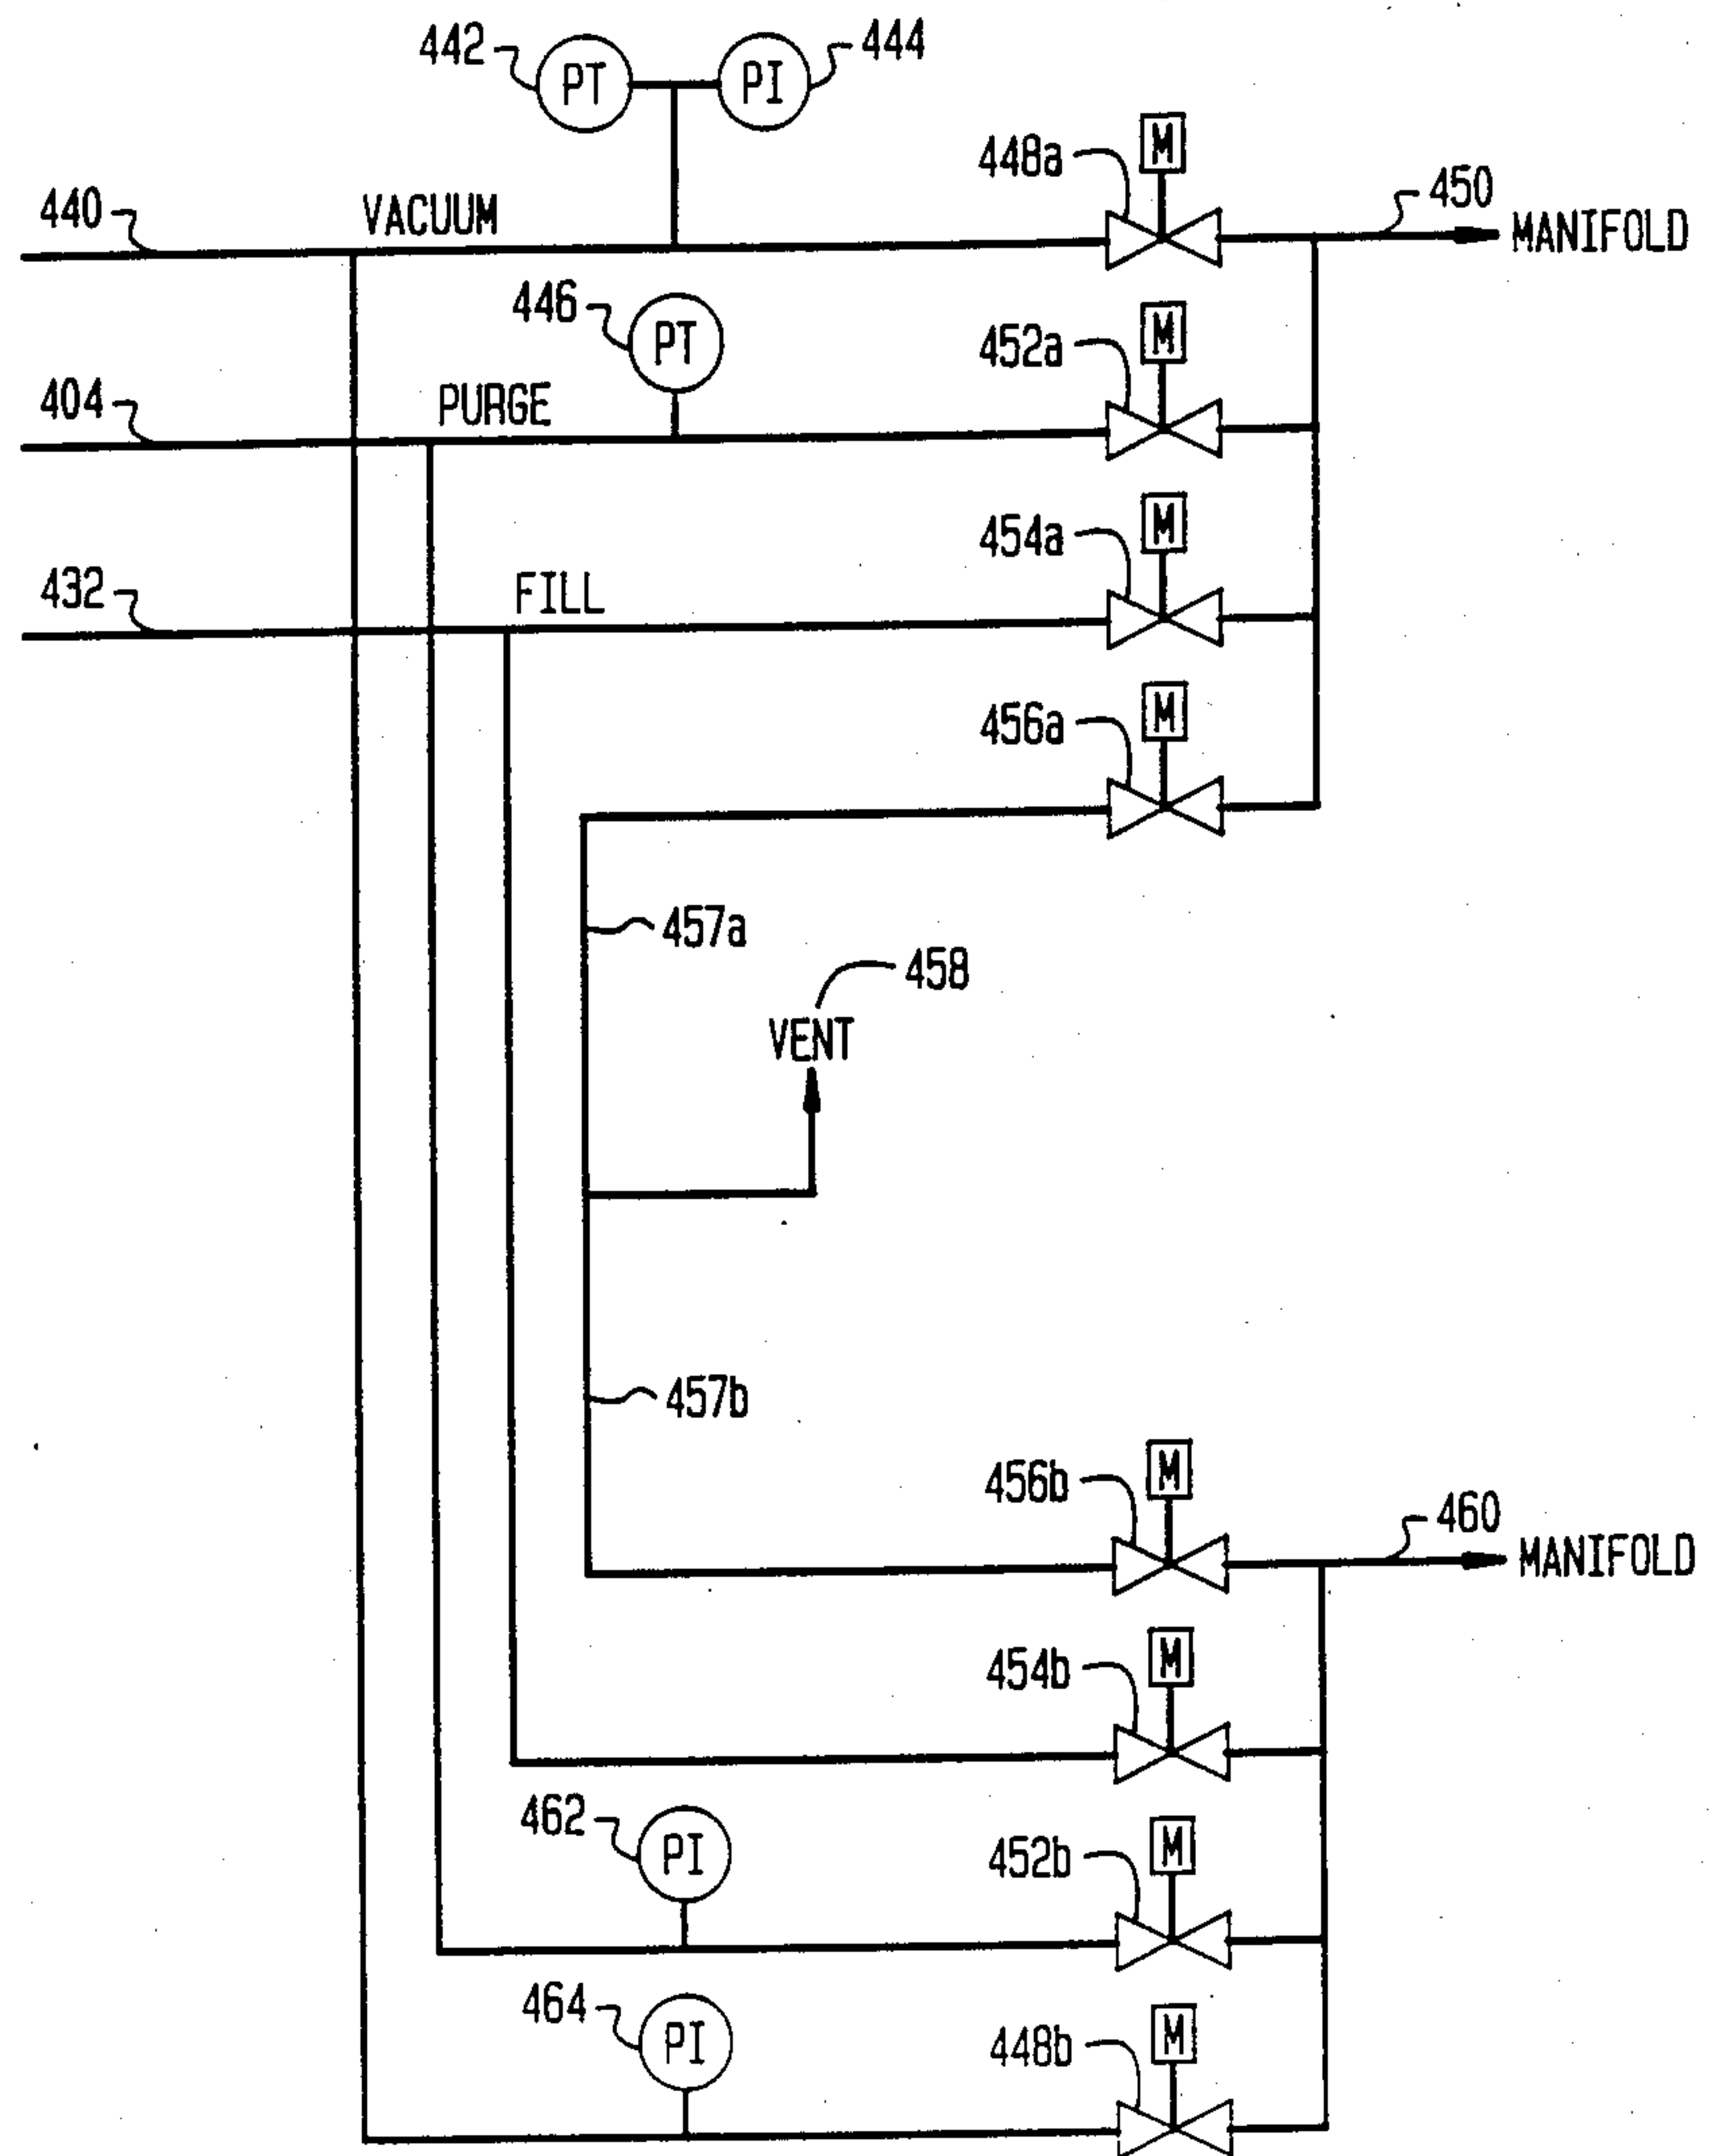 442
PT
PI
444
448a
M
440
VACUUM
450
MANIFOLD
446
PT
452a
M
404
PURGE
454a
M
432
FILL
456a
M
457a
458
VENT
457b
456b
M
460
MANIFOLD
454b
M
462
PI
452b
M
464
PI
448b
M